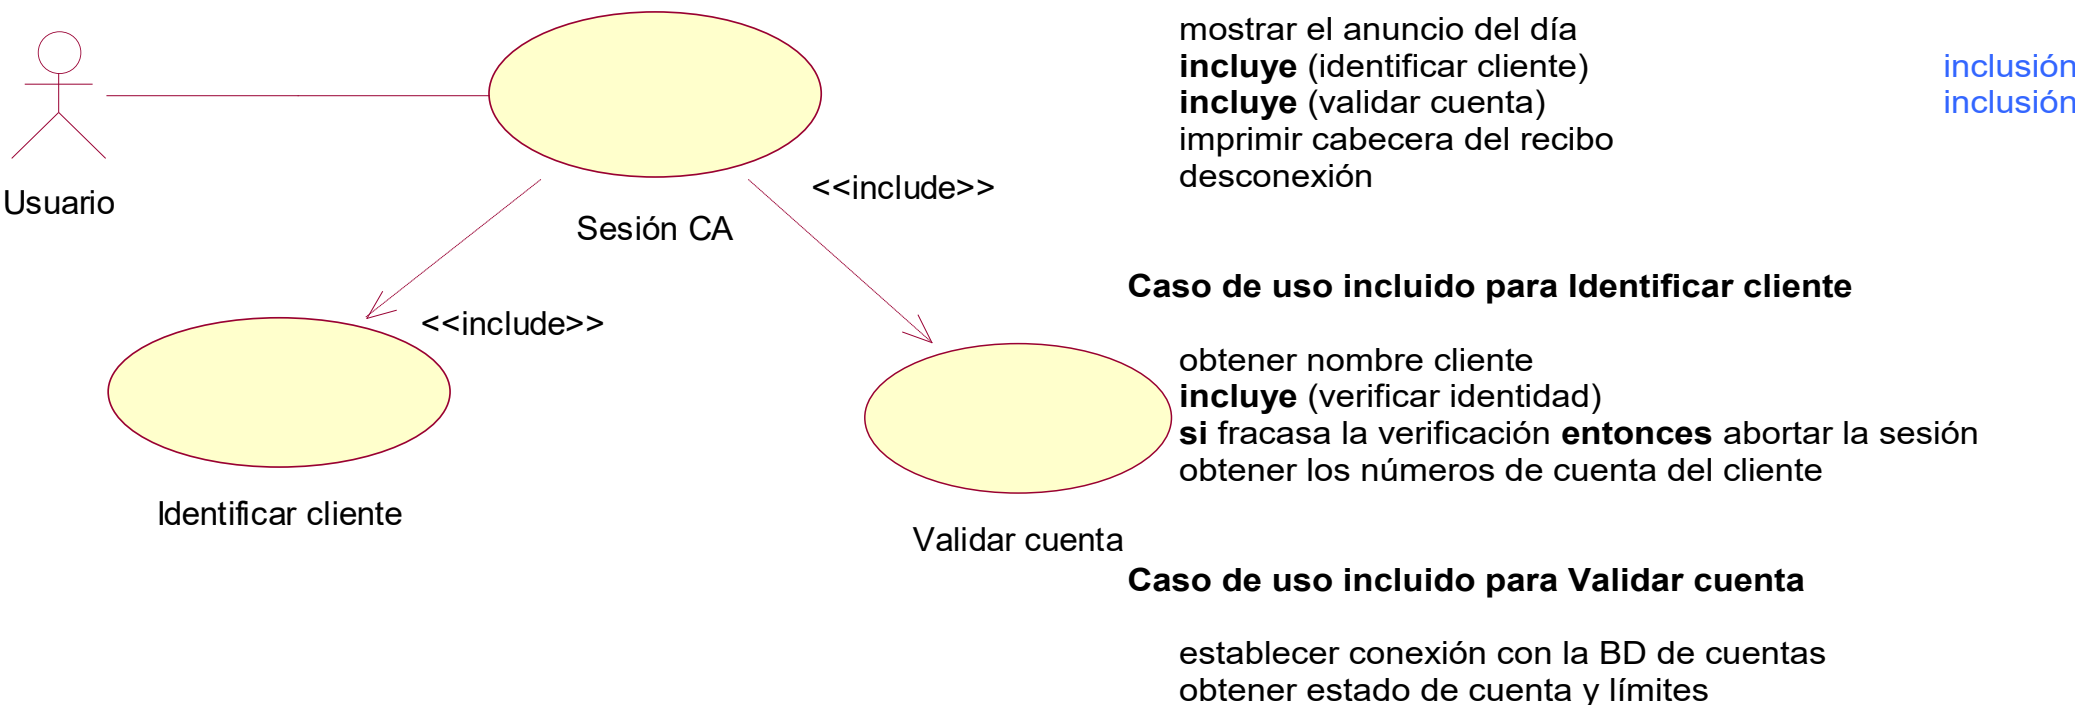 mostrar el anuncio del día
incluye (identificar cliente) inclusión
incluye (validar cuenta) inclusión
imprimir cabecera del recibo
desconexión
<<include>>
Usuario
Sesión CA
Caso de uso incluido para Identificar cliente
<<include>>
obtener nombre cliente
incluye (verificar identidad)
si fracasa la verificación entonces abortar la sesión
obtener los números de cuenta del cliente
Identificar cliente
Validar cuenta
Caso de uso incluido para Validar cuenta
establecer conexión con la BD de cuentas
obtener estado de cuenta y límites